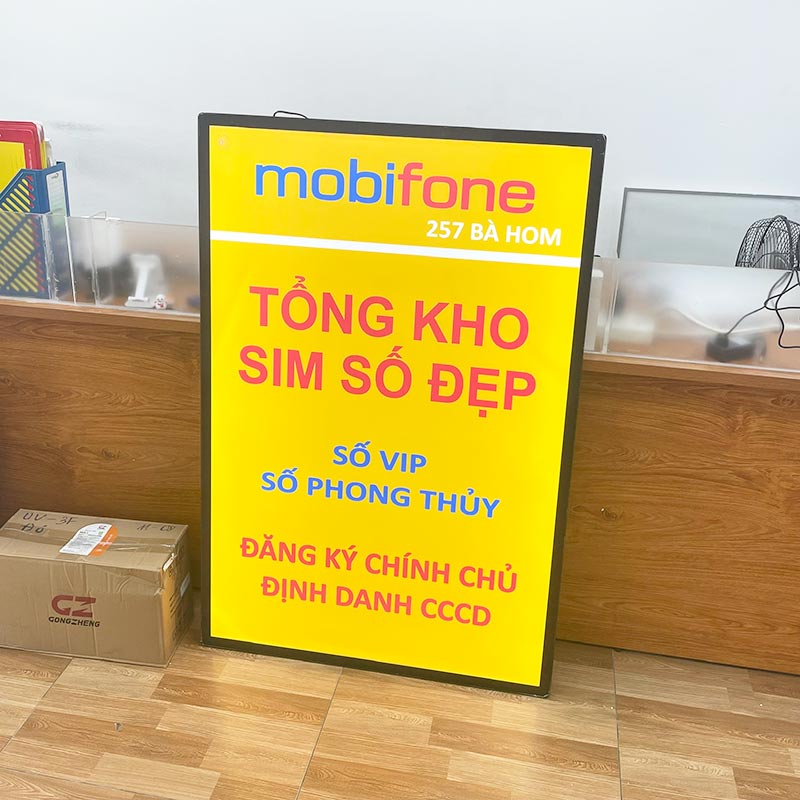 mobifone
257 BÀ HOM
TỔNG KHO
SIM SỐ ĐẸP
SỐ VIP
SỐ PHONG THỦY
ĐĂNG KÝ CHÍNH CHỦ
ĐỊNH DANH CCCD
GZ
GONGZHENG